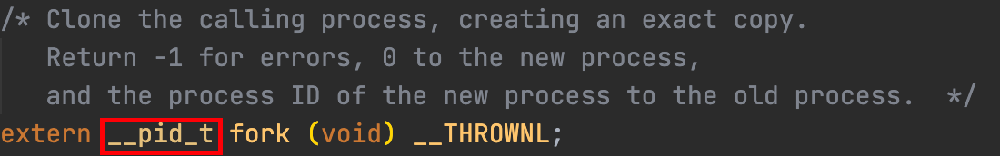 /* Clone the calling process, creating an exact copy.
Return -1 for errors, 0 to the new process,
and the process ID of the new process to the old process.  */
extern __pid_t fork (void) __THROWNL;